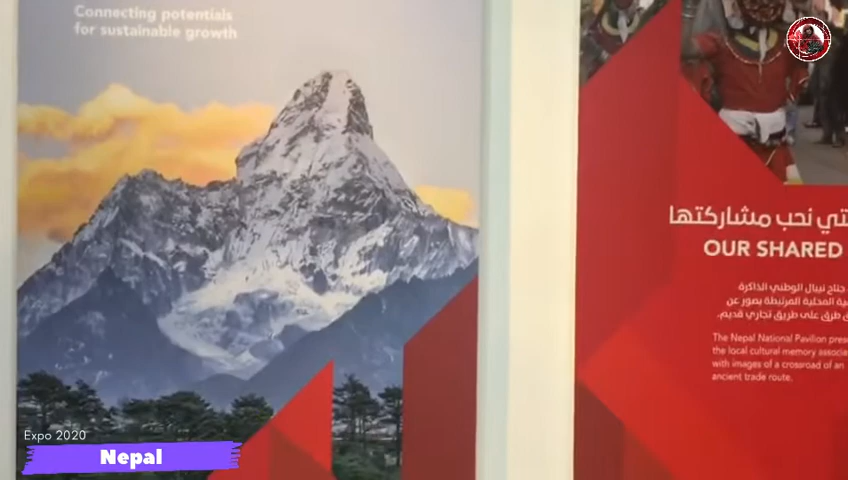 Connecting potentials
for sustainable growth
تي نحب مشاركتها
OUR SHARED
جناح نيبال الوطني الذاكرة
المحلية المرتبطة بصور عن
طرق على طريق تجاري قديم.
The Nepal National Pavilion
the local cultural memory
with images of a crossroad of an
ancient trade route.
Expo 2020
Nepal